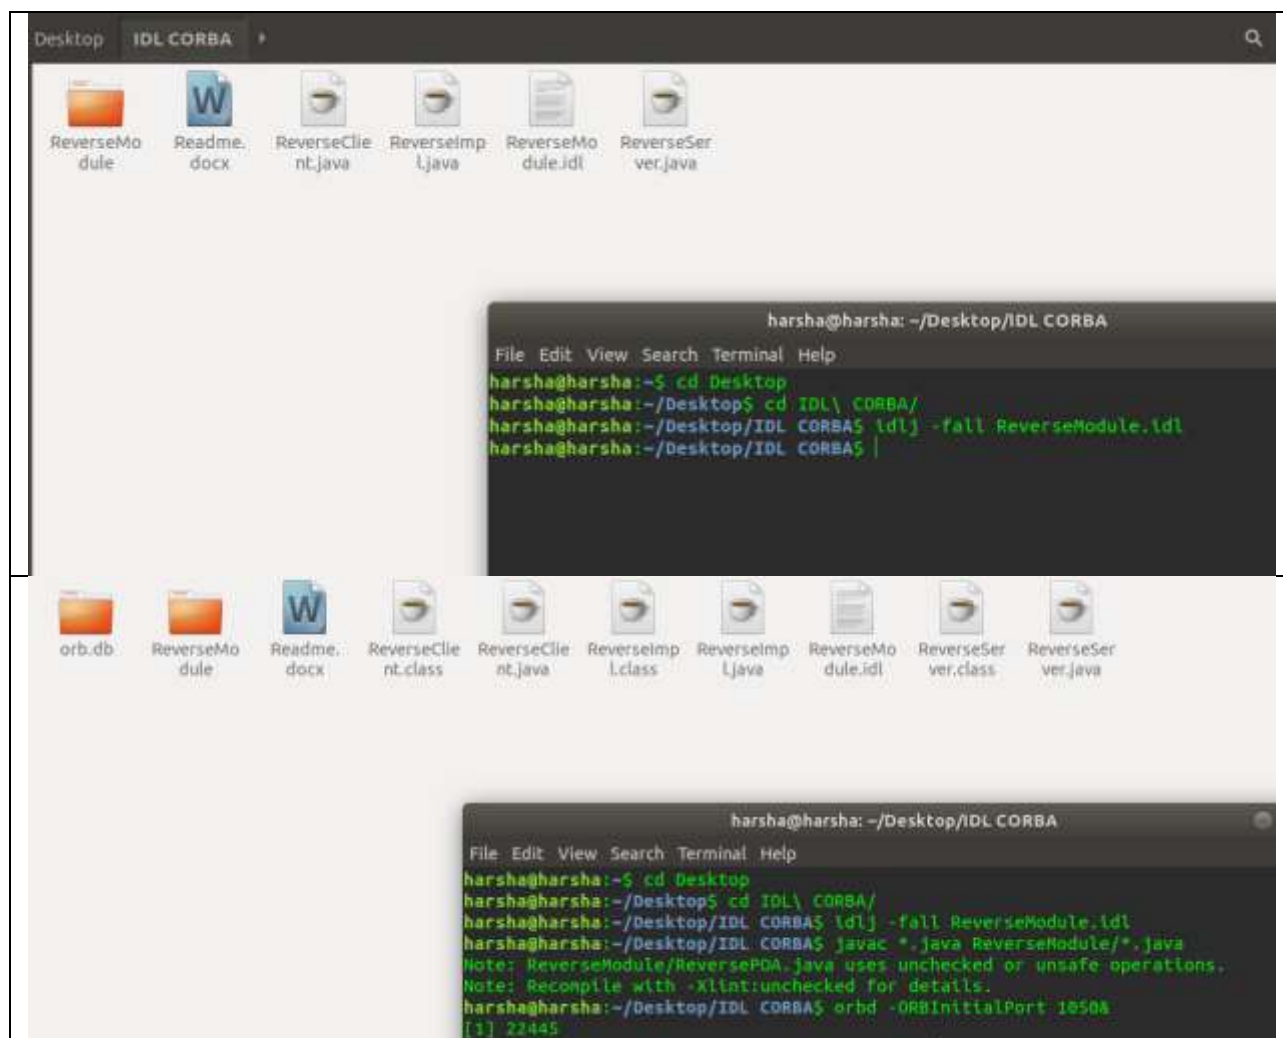 Desktop IDL CORBA
ReverseMo
dule
Readme.
docx
ReverseClie
nt.java
ReverseImp
l.java
ReverseMo
dule.idl
ReverseSer
ver.java
harsha@harsha: ~/Desktop/IDL CORBA
File Edit View Search Terminal Help
harsha@harsha:~$ cd Desktop
harsha@harsha:~/Desktop$ cd IDL\ CORBA/
harsha@harsha:~/Desktop/IDL CORBA$ idlj -fall ReverseModule.idl
harsha@harsha:~/Desktop/IDL CORBA$
orb.db
ReverseMo
dule
Readme.
docx
ReverseClie
nt.class
ReverseClie
nt.java
ReverseImp
l.class
ReverseImp
l.java
ReverseMo
dule.idl
ReverseSer
ver.class
ReverseSer
ver.java
harsha@harsha: ~/Desktop/IDL CORBA
File Edit View Search Terminal Help
harsha@harsha:~$ cd Desktop
harsha@harsha:~/Desktop$ cd IDL\ CORBA/
harsha@harsha:~/Desktop/IDL CORBA$ idlj -fall ReverseModule.idl
harsha@harsha:~/Desktop/IDL CORBA$ javac *.java ReverseModule/*.java
Note: ReverseModule/ReversePOA.java uses unchecked or unsafe operations.
Note: Recompile with -Xlint:unchecked for details.
harsha@harsha:~/Desktop/IDL CORBA$ orbd -ORBInitialPort 1050&
[1] 22445